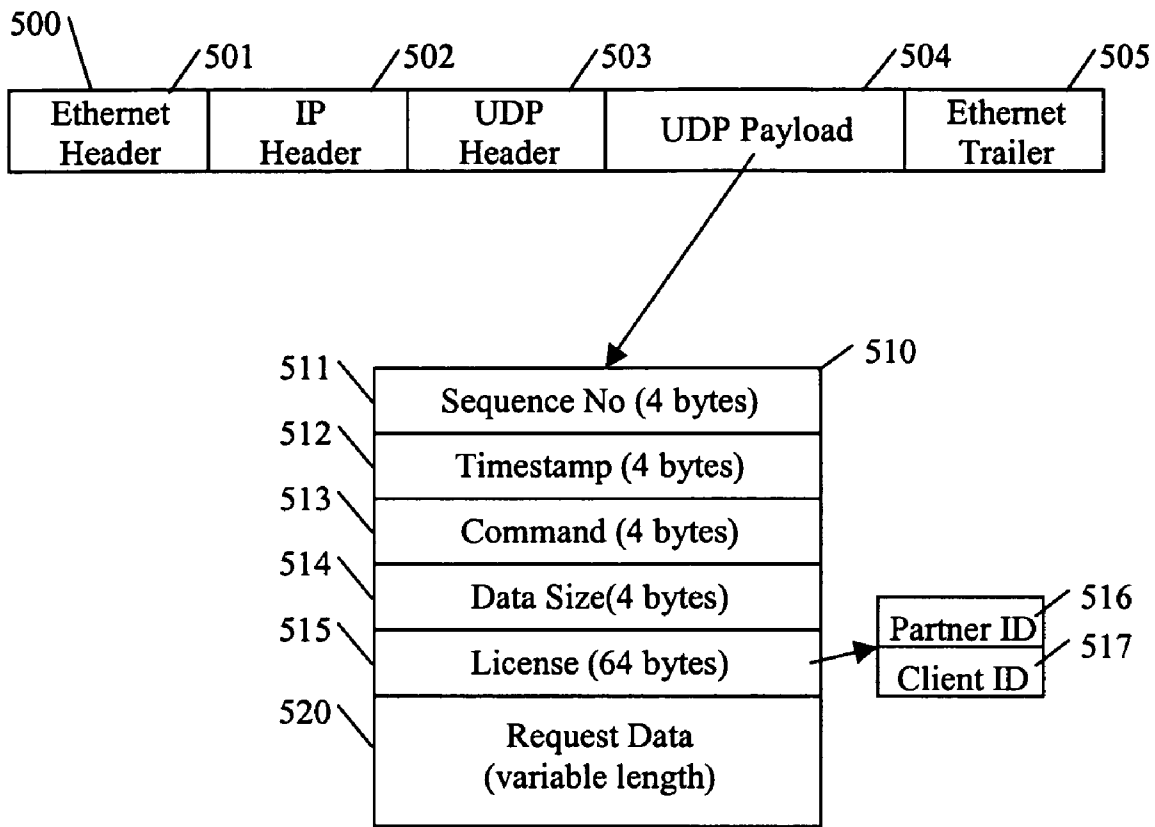 500
501
502
503
504
505
Ethernet
Header
IP
Header
UDP
Header
UDP Payload
Ethernet
Trailer
510
511
Sequence No (4 bytes)
512
Timestamp (4 bytes)
513
Command (4 bytes)
514
Data Size(4 bytes)
515
License (64 bytes)
516
Partner ID
517
Client ID
520
Request Data
(variable length)